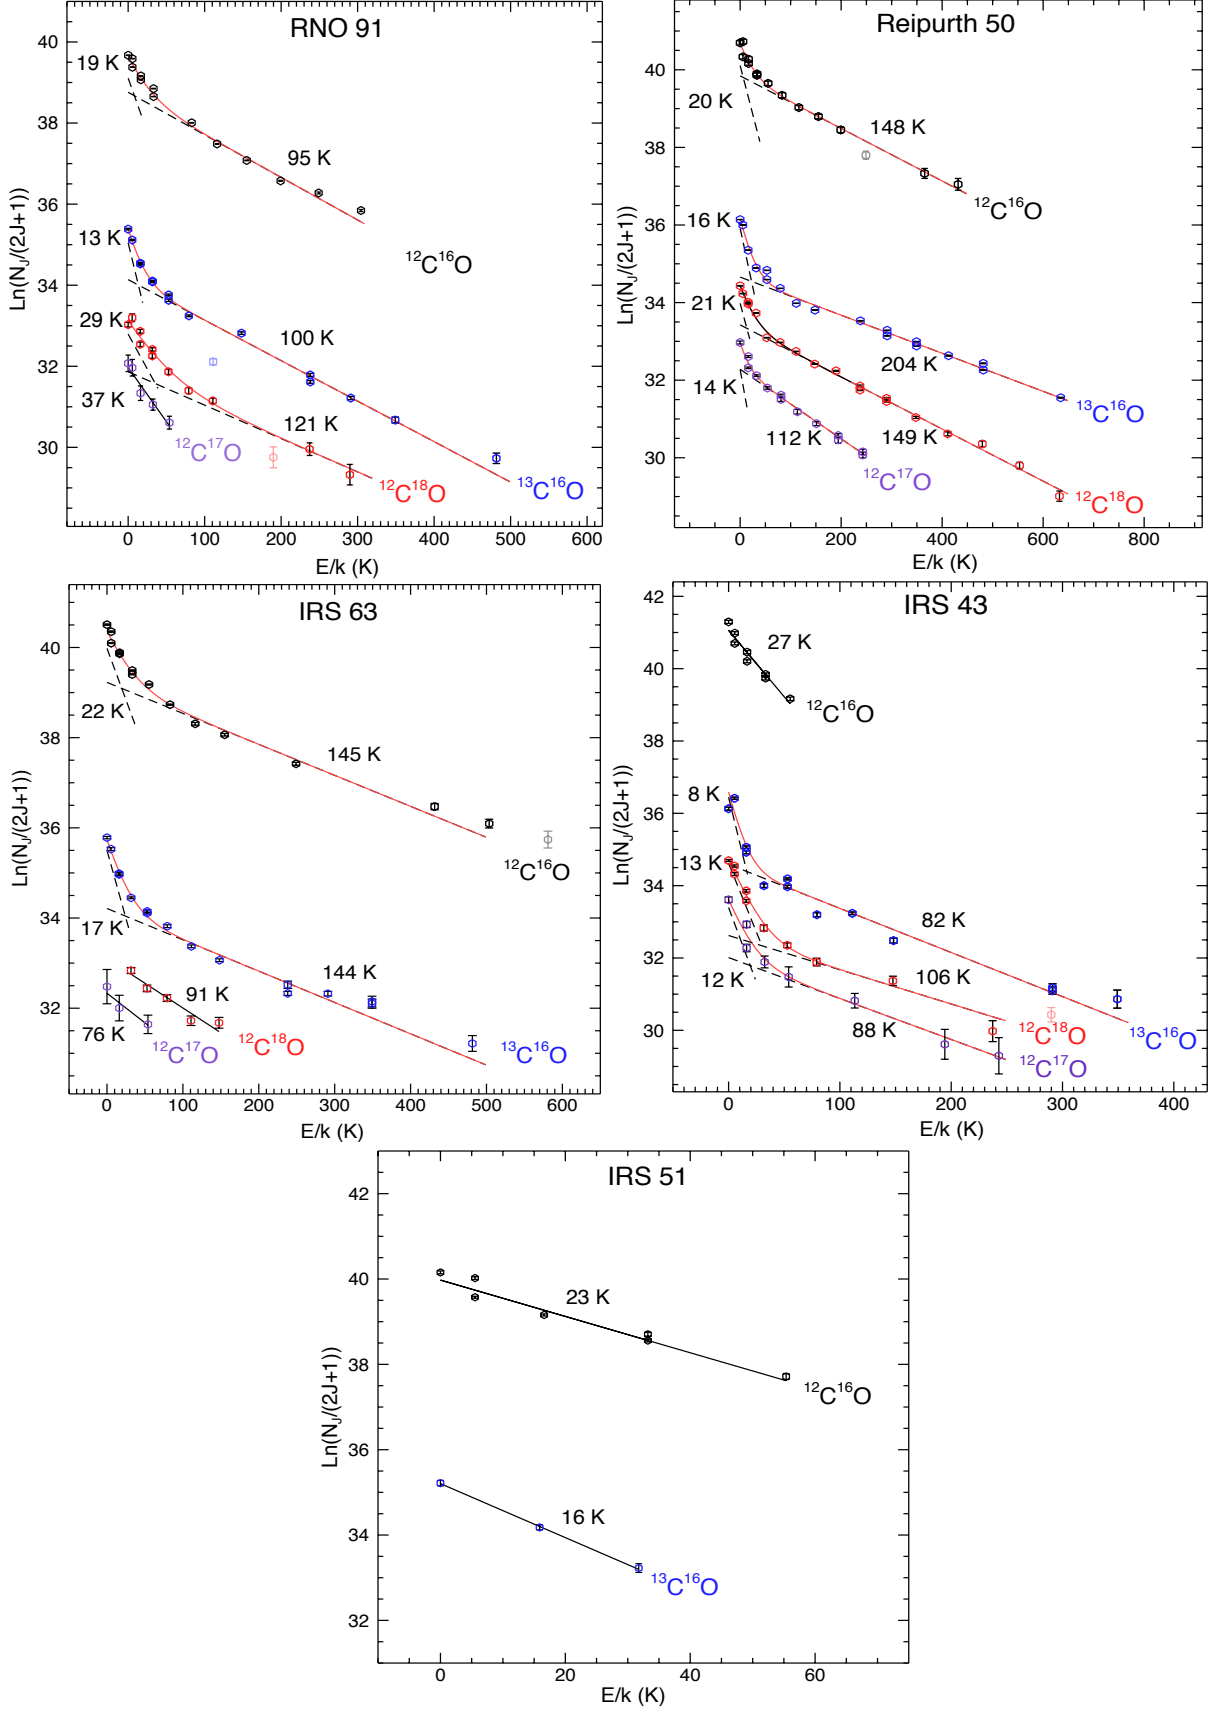 RNO 91
40
38
36
34
32
30
Ln(N_J/(2J+1))
19 K
95 K
¹²C¹⁶O
13 K
100 K
29 K
37 K
¹²C¹⁷O
121 K
¹²C¹⁸O
¹³C¹⁶O
0 100 200 300 400 500 600
E/k (K)
Reipurth 50
40
38
36
34
32
30
Ln(N_J/(2J+1))
20 K
148 K
¹²C¹⁶O
16 K
21 K
204 K
¹³C¹⁶O
14 K
112 K
149 K
¹²C¹⁷O
¹²C¹⁸O
0 200 400 600 800
E/k (K)
IRS 63
40
38
36
34
32
Ln(N_J/(2J+1))
22 K
145 K
¹²C¹⁶O
17 K
144 K
91 K
76 K
¹²C¹⁷O
¹²C¹⁸O
¹³C¹⁶O
0 100 200 300 400 500 600
E/k (K)
IRS 43
42
40
38
36
34
32
30
Ln(N_J/(2J+1))
27 K
¹²C¹⁶O
8 K
13 K
82 K
12 K
106 K
88 K
¹²C¹⁸O
¹³C¹⁶O
¹²C¹⁷O
0 100 200 300 400
E/k (K)
IRS 51
42
40
38
36
34
32
Ln(N_J/(2J+1))
23 K
¹²C¹⁶O
16 K
¹³C¹⁶O
0 20 40 60
E/k (K)